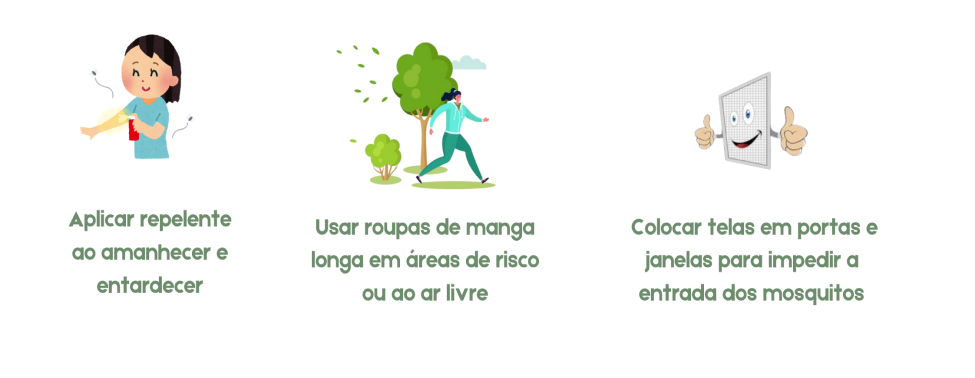 Aplicar repelente
ao amanhecer e
entardecer
Usar roupas de manga
longa em áreas de risco
ou ao ar livre
Colocar telas em portas e
janelas para impedir a
entrada dos mosquitos